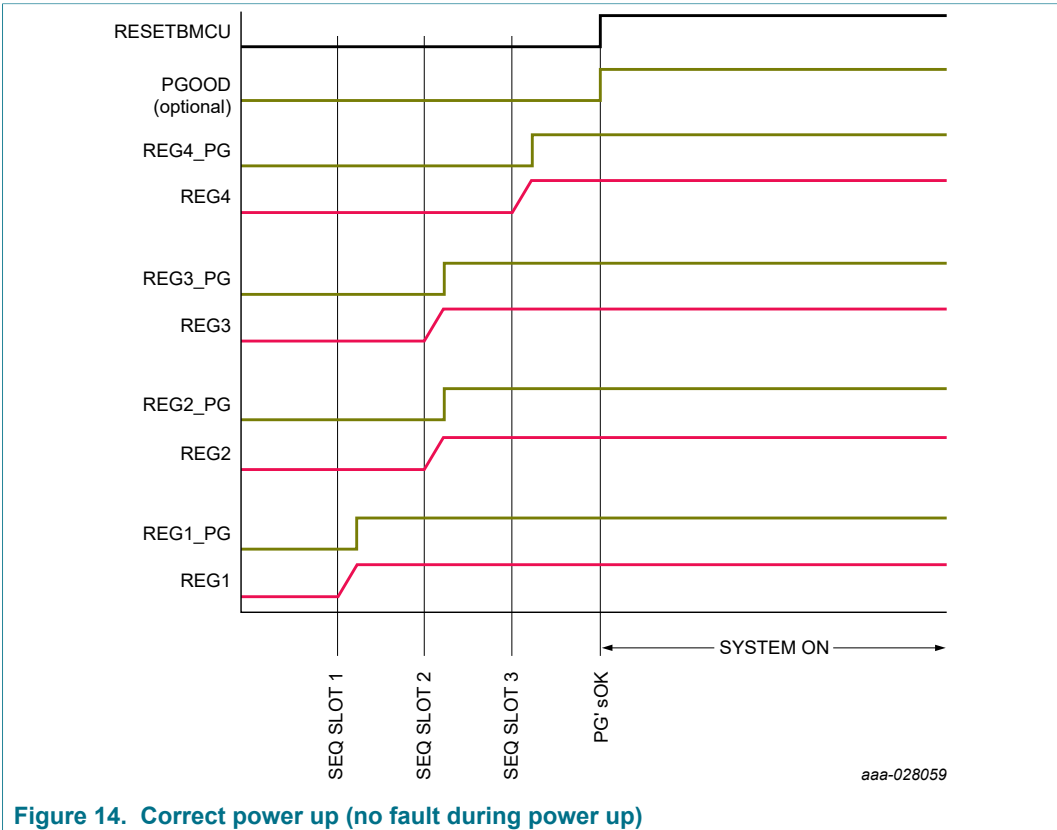 RESETBMCU
PGOOD
(optional)
REG4_PG
REG4
REG3_PG
REG3
REG2_PG
REG2
REG1_PG
REG1
SYSTEM ON
SEQ SLOT 1
SEQ SLOT 2
SEQ SLOT 3
PG' sOK
aaa-028059
Figure 14. Correct power up (no fault during power up)